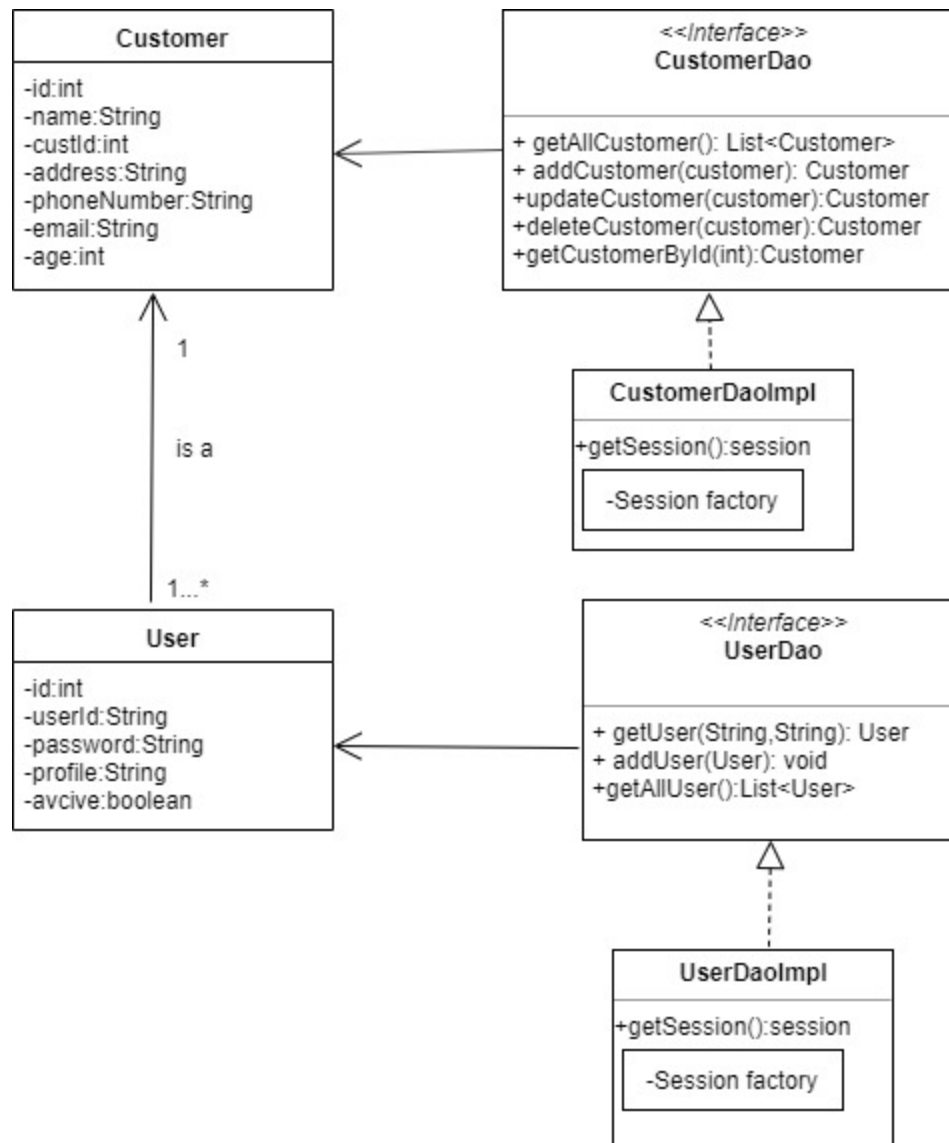 Customer
-id:int
-name:String
-custId:int
-address:String
-phoneNumber:String
-email:String
-age:int
<<Interface>>
CustomerDao
+ getAllCustomer(): List<Customer>
+ addCustomer(customer): Customer
+updateCustomer(customer):Customer
+deleteCustomer(customer):Customer
+getCustomerById(int):Customer
1
is a
1...*
CustomerDaoImpl
+getSession():session
-Session factory
User
-id:int
-userId:String
-password:String
-profile:String
-avcive:boolean
<<Interface>>
UserDao
+ getUser(String,String): User
+ addUser(User): void
+getAllUser():List<User>
UserDaoImpl
+getSession():session
-Session factory